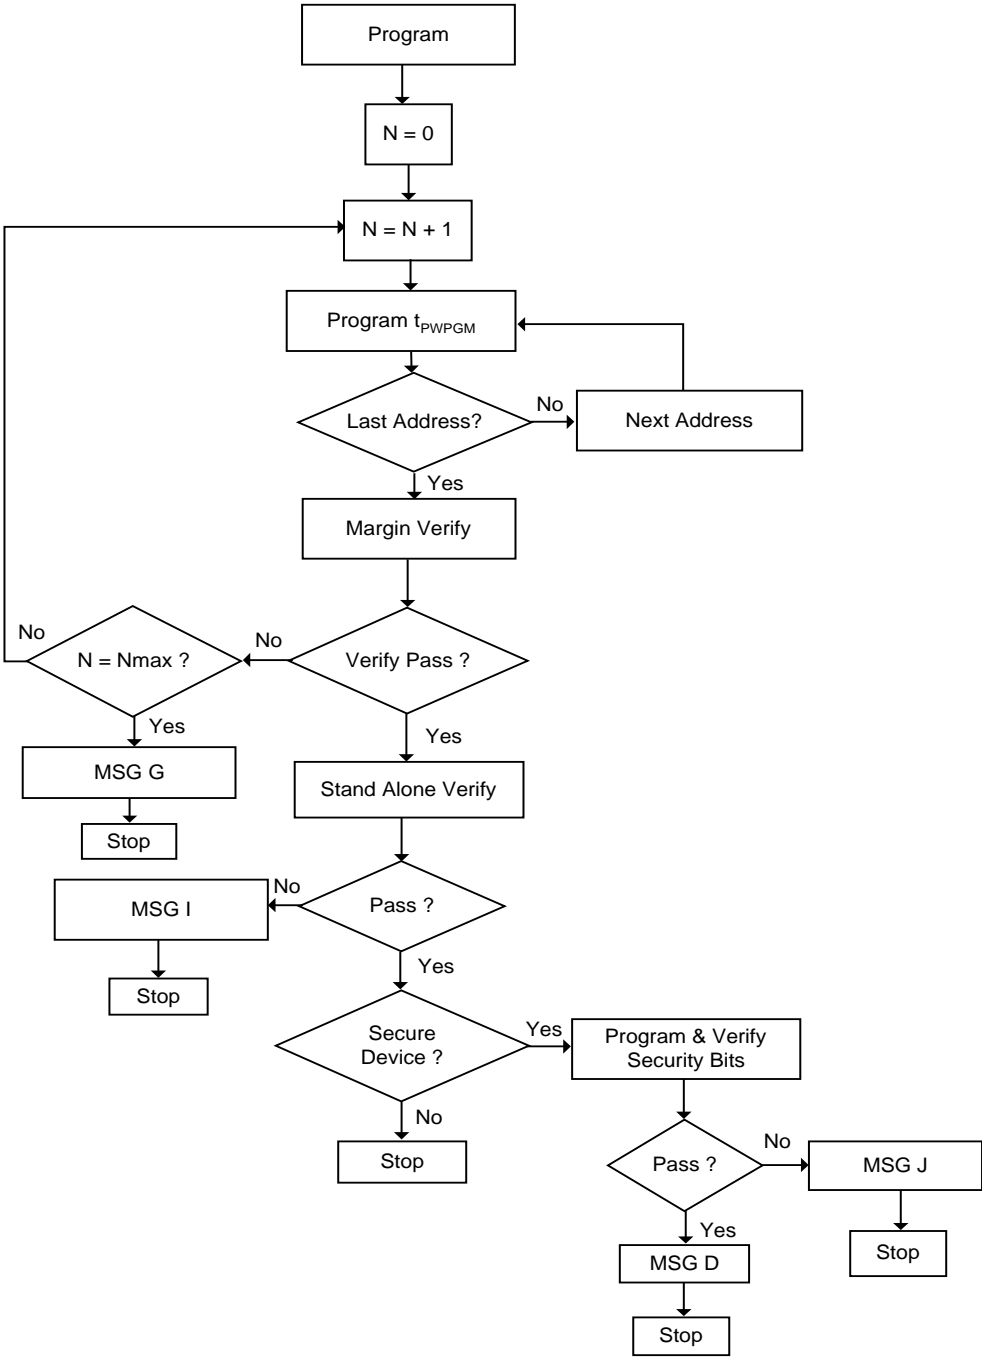 Program
N = 0
N = N + 1
Program tPWPGM
Last Address?
No
Next Address
Yes
Margin Verify
No
N = Nmax ?
No
Verify Pass ?
Yes
Yes
MSG G
Stand Alone Verify
Stop
No
MSG I
Pass ?
Yes
Stop
Secure
Device ?
Yes
Program & Verify
Security Bits
No
Stop
Pass ?
No
MSG J
Yes
MSG D
Stop
Stop